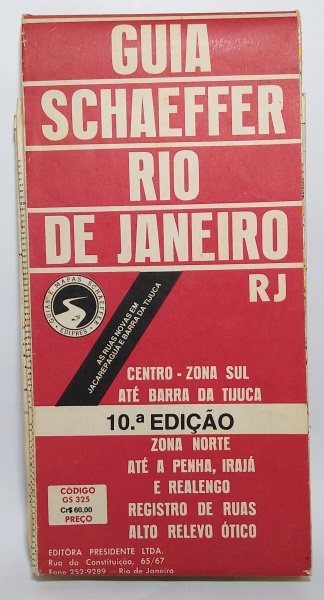 GUIA
SCHAEFFER
RIO
DE JANEIRO
RJ
GUIAS E MAPAS SCHAEFFER
EDIPRES
AS RUAS NOVAS EM
JACAREPAGUA E BARRA DA TIJUCA
CENTRO - ZONA SUL
ATÉ BARRA DA TIJUCA
10.ª EDIÇÃO
ZONA NORTE
ATÉ A PENHA, IRAJÁ
E REALENGO
REGISTRO DE RUAS
ALTO RELEVO ÓTICO
CÓDIGO
GS 325
Cr$ 60,00
PREÇO
EDITÔRA PRESIDENTE LTDA.
Rua da Constituição, 65/67
Fone 252-9289 — Rio de Janeiro